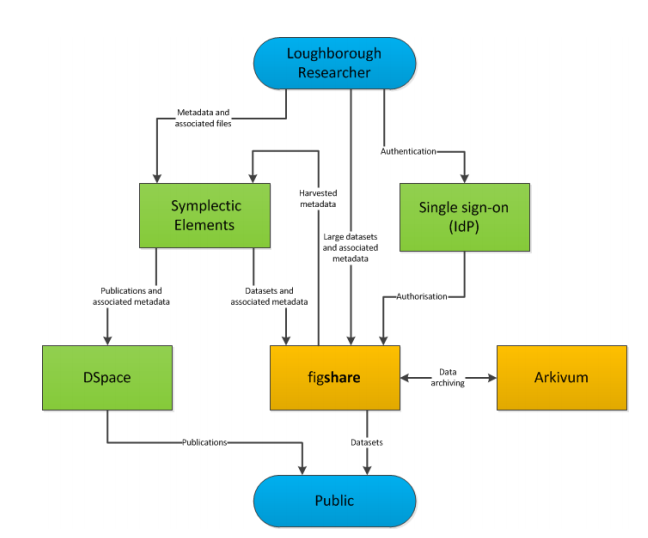 Loughborough
Researcher
Metadata and
associated files
Authentication
Symplectic
Elements
Harvested
metadata
Single sign-on
(IdP)
Large datasets
and associated
metadata
Publications and
associated metadata
Datasets and
associated metadata
Authorisation
DSpace
figshare
Data
archiving
Arkivum
Publications
Datasets
Public